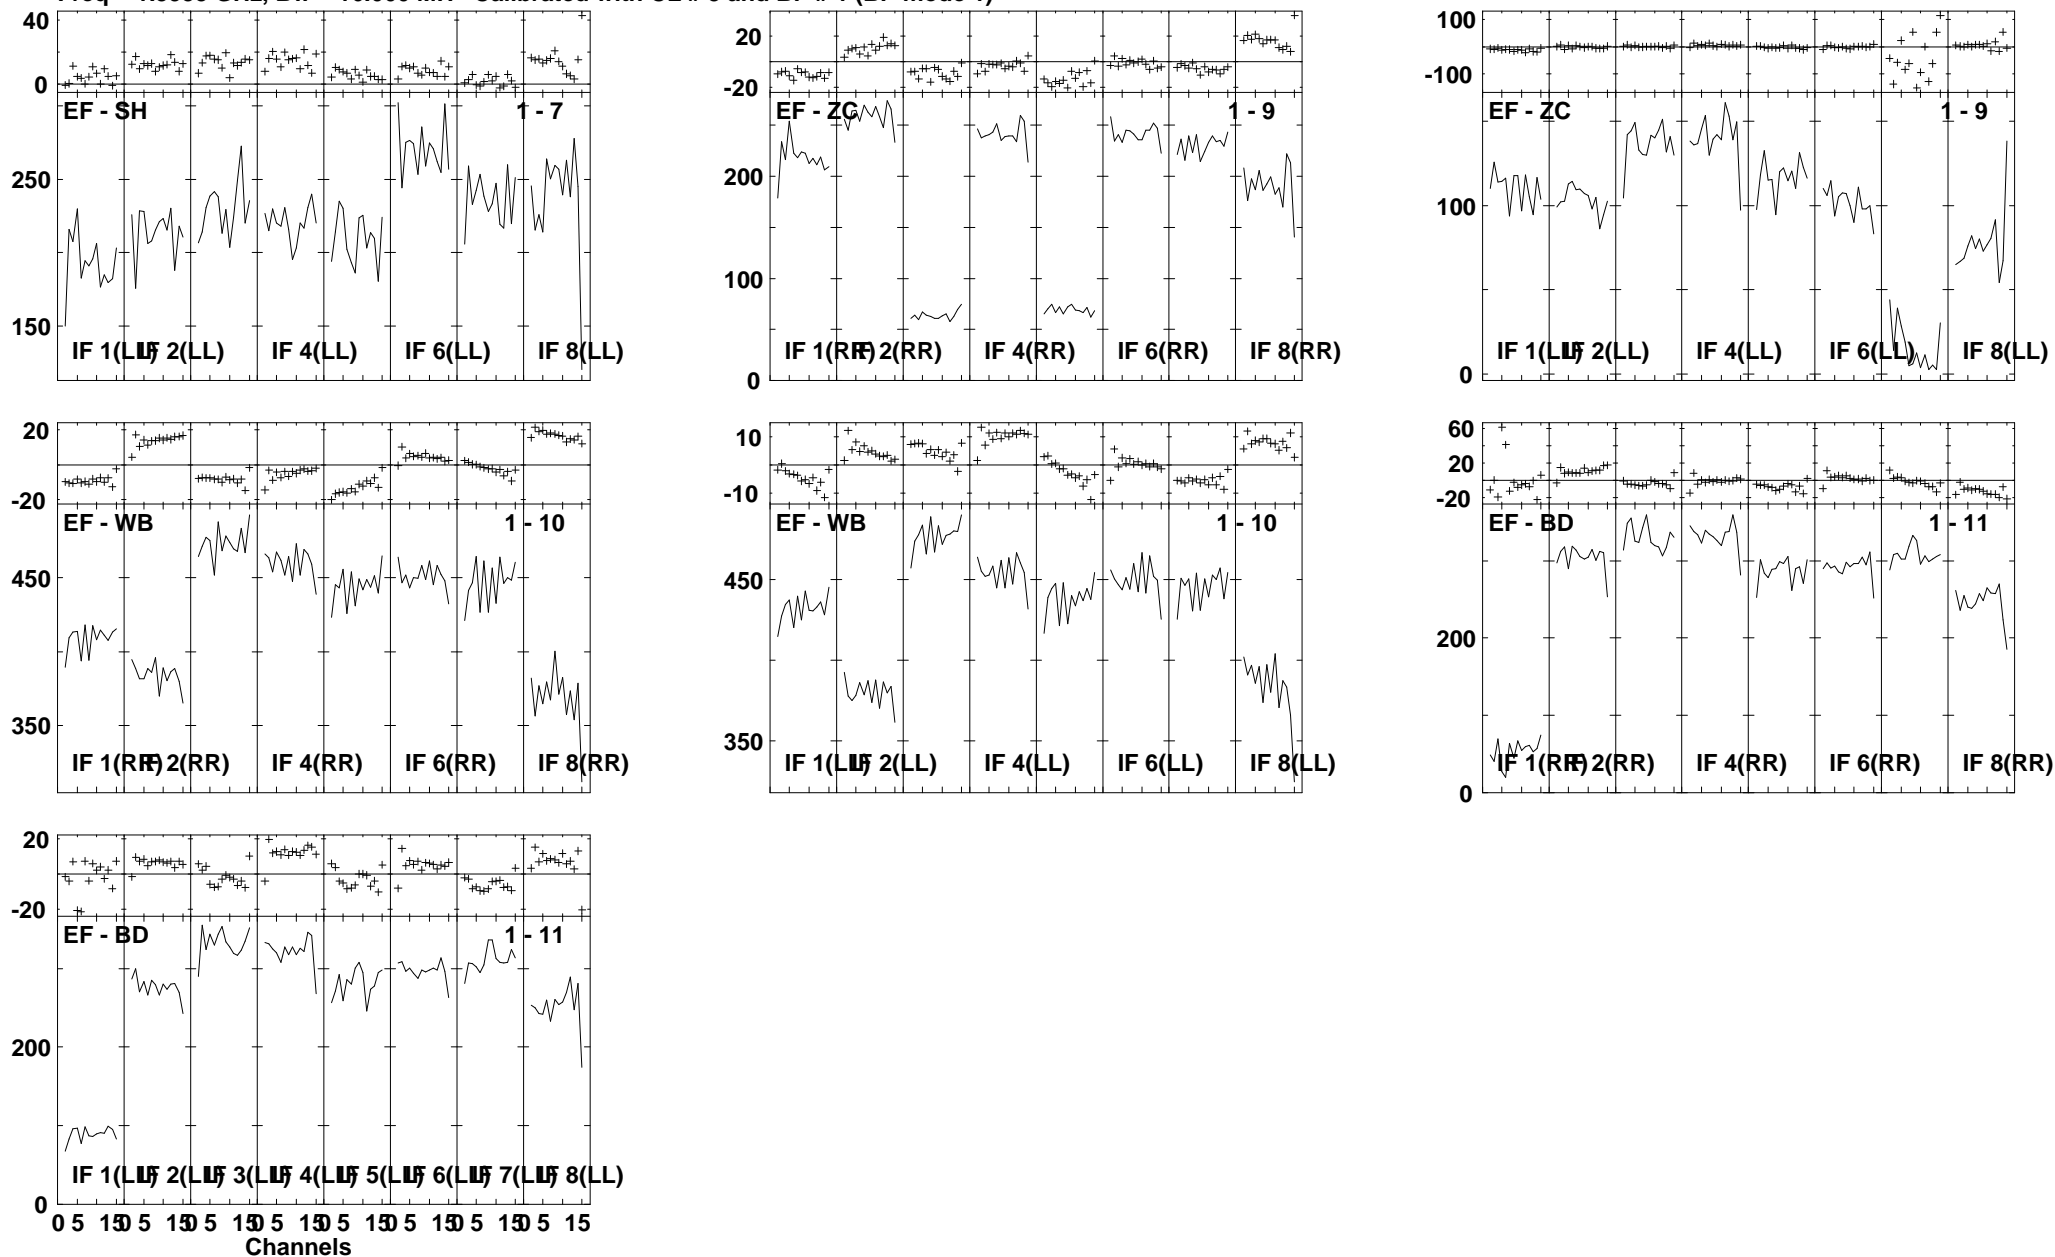 40
0
EF - SH
1 - 7
250
150
IF 1(LL) IF 2(LL) IF 4(LL) IF 6(LL) IF 8(LL)
20
-20
EF - ZC
1 - 9
200
100
0
IF 1(RR) IF 2(RR) IF 4(RR) IF 6(RR) IF 8(RR)
100
-100
EF - ZC
1 - 9
100
0
IF 1(LL) IF 2(LL) IF 4(LL) IF 6(LL) IF 8(LL)
20
-20
EF - WB
1 - 10
450
350
IF 1(RR) IF 2(RR) IF 4(RR) IF 6(RR) IF 8(RR)
10
-10
EF - WB
1 - 10
450
350
IF 1(LL) IF 2(LL) IF 4(LL) IF 6(LL) IF 8(LL)
60
20
-20
EF - BD
1 - 11
200
0
IF 1(RR) IF 2(RR) IF 4(RR) IF 6(RR) IF 8(RR)
20
-20
EF - BD
1 - 11
200
0
IF 1(LL) IF 2(LL) IF 3(LL) IF 4(LL) IF 5(LL) IF 6(LL) IF 7(LL) IF 8(LL)
0 5 15 0 5 15 0 5 15 0 5 15 0 5 15 0 5 15 0 5 15 0 5 15
Channels